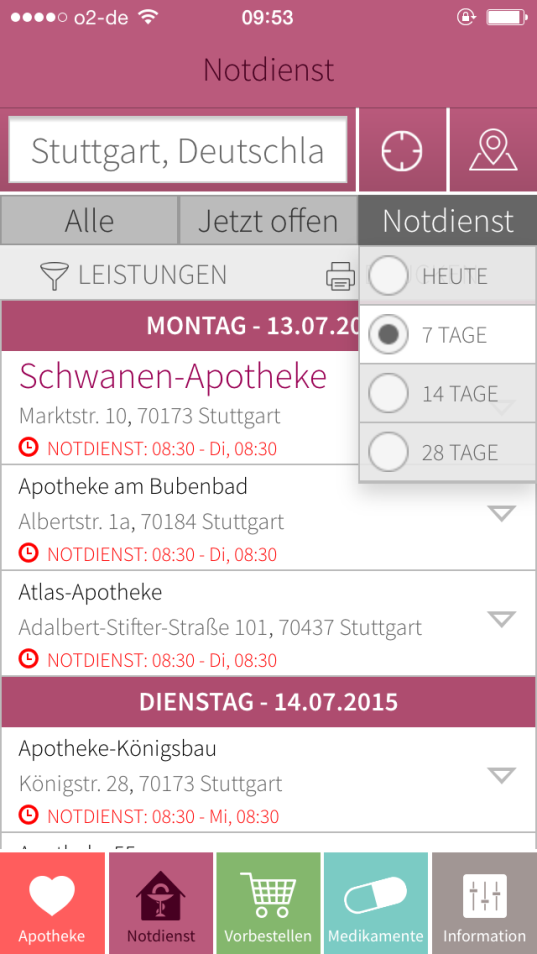 o2-de 09:53
Notdienst
Stuttgart, Deutschla
Alle Jetzt offen Notdienst
LEISTUNGEN
HEUTE
7 TAGE
14 TAGE
28 TAGE
MONTAG - 13.07.20
Schwanen-Apotheke
Marktstr. 10, 70173 Stuttgart
NOTDIENST: 08:30 - Di, 08:30
Apotheke am Bubenbad
Albertstr. 1a, 70184 Stuttgart
NOTDIENST: 08:30 - Di, 08:30
Atlas-Apotheke
Adalbert-Stifter-Straße 101, 70437 Stuttgart
NOTDIENST: 08:30 - Di, 08:30
DIENSTAG - 14.07.2015
Apotheke-Königsbau
Königstr. 28, 70173 Stuttgart
NOTDIENST: 08:30 - Mi, 08:30
Apotheke Notdienst Vorbestellen Medikamente Information